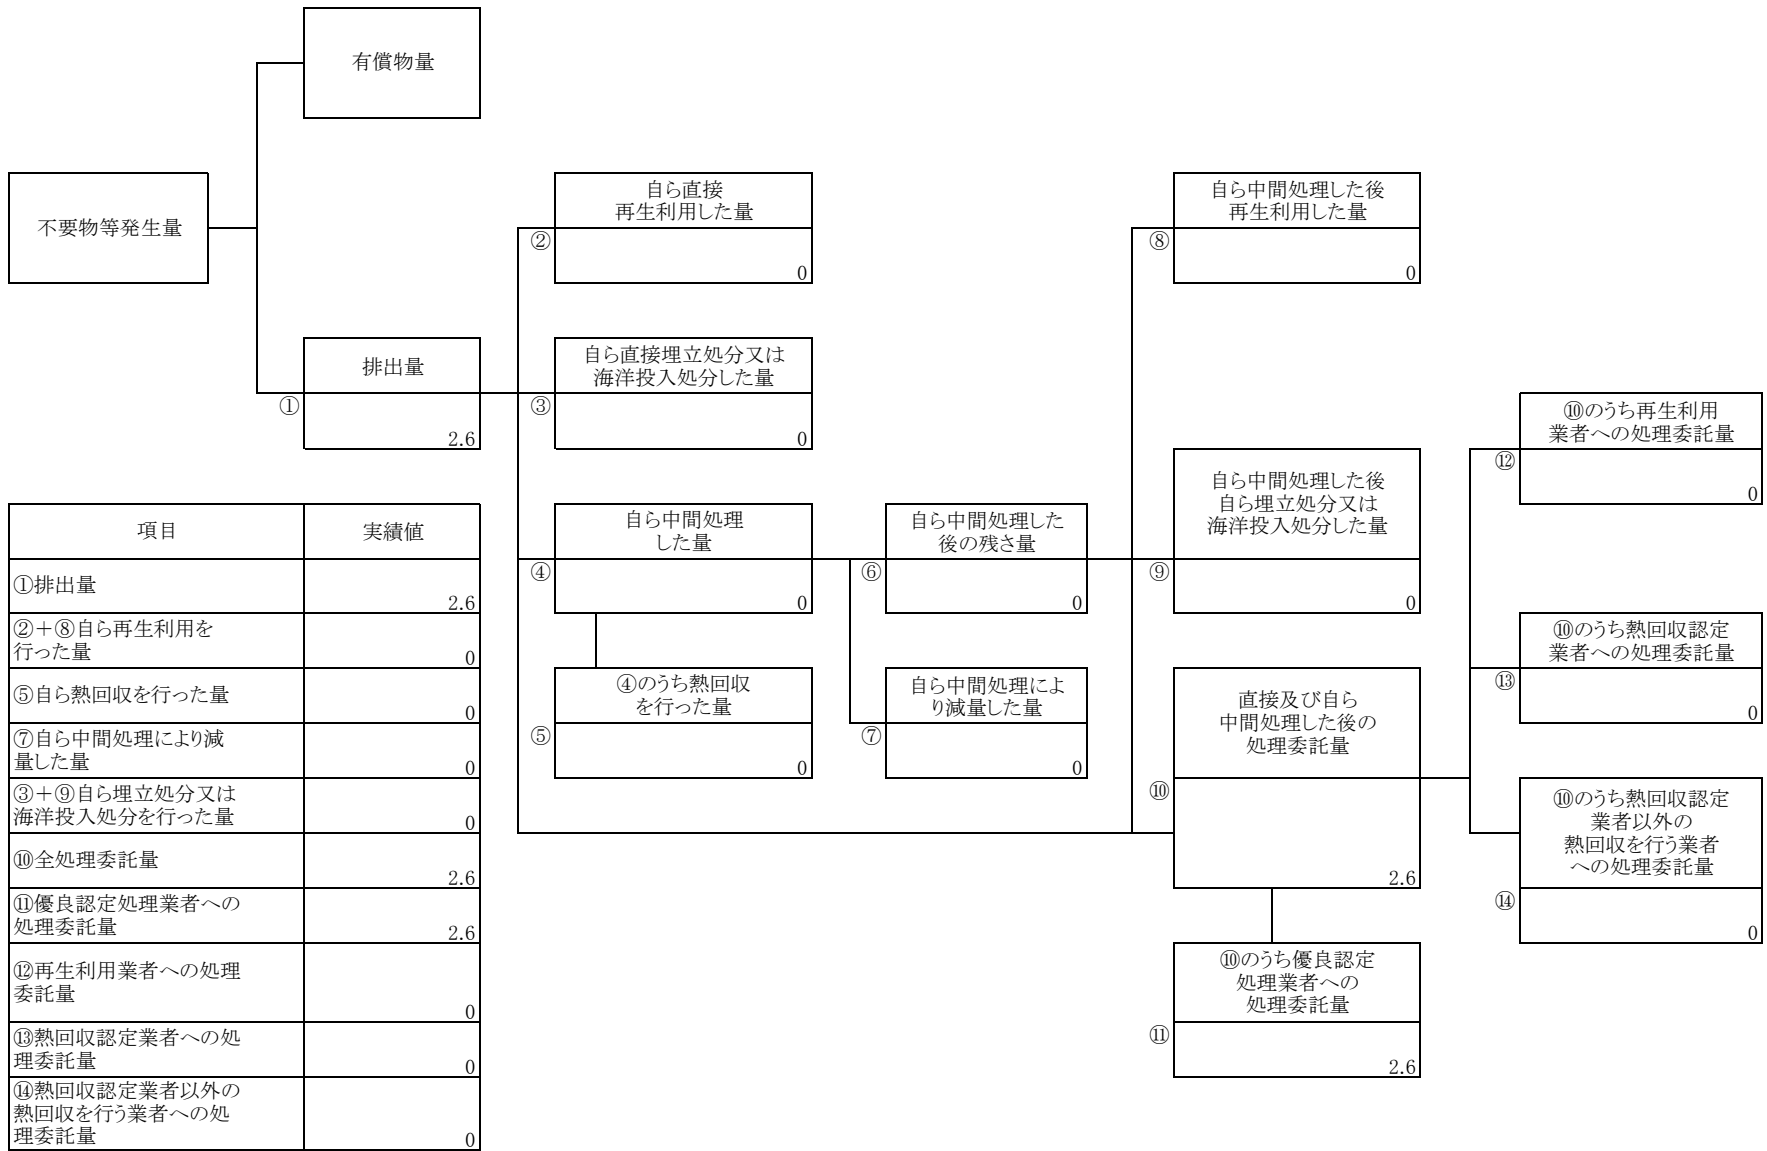 有償物量
不要物等発生量
排出量
①
2.6
自ら直接
再生利用した量
②
0
自ら直接埋立処分又は
海洋投入処分した量
③
0
自ら中間処理
した量
④
0
④のうち熱回収
を行った量
⑤
0
自ら中間処理した
後の残さ量
⑥
0
自ら中間処理によ
り減量した量
⑦
0
自ら中間処理した後
再生利用した量
⑧
0
自ら中間処理した後
自ら埋立処分又は
海洋投入処分した量
⑨
0
直接及び自ら
中間処理した後の
処理委託量
⑩
2.6
⑩のうち優良認定
処理業者への
処理委託量
⑪
2.6
⑩のうち再生利用
業者への処理委託量
⑫
0
⑩のうち熱回収認定
業者への処理委託量
⑬
0
⑩のうち熱回収認定
業者以外の
熱回収を行う業者
への処理委託量
⑭
0
項目 実績値
①排出量
2.6
②+⑧自ら再生利用を
行った量
0
⑤自ら熱回収を行った量
0
⑦自ら中間処理により減
量した量
0
③+⑨自ら埋立処分又は
海洋投入処分を行った量
0
⑩全処理委託量
2.6
⑪優良認定処理業者への
処理委託量
2.6
⑫再生利用業者への処理
委託量
0
⑬熱回収認定業者への処
理委託量
0
⑭熱回収認定業者以外の
熱回収を行う業者への処
理委託量
0